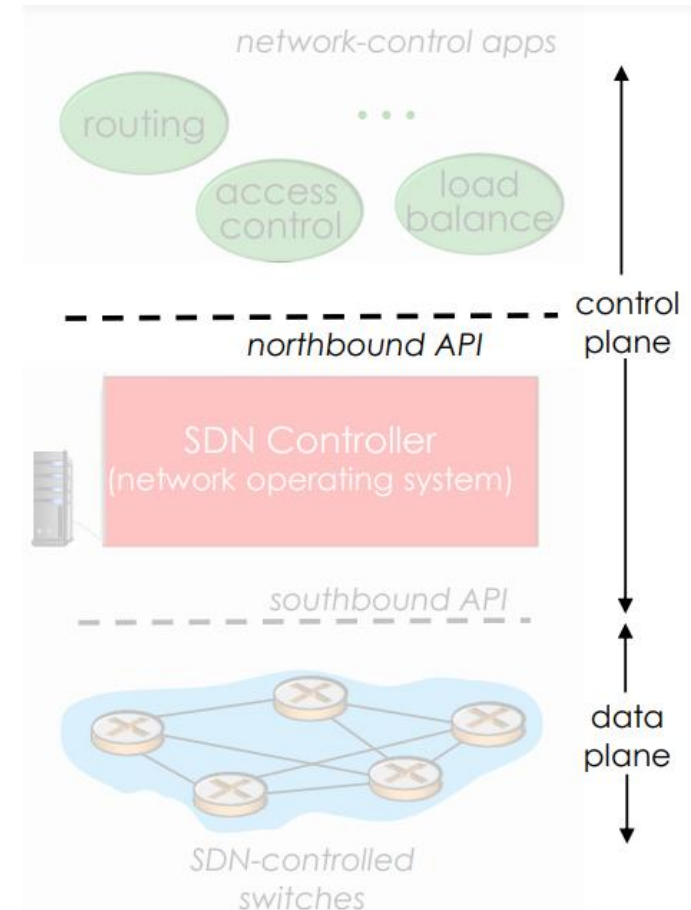 network-control apps
routing
. . .
access
control
load
balance
control
plane
northbound API
SDN Controller
(network operating system)
southbound API
data
plane
SDN-controlled
switches